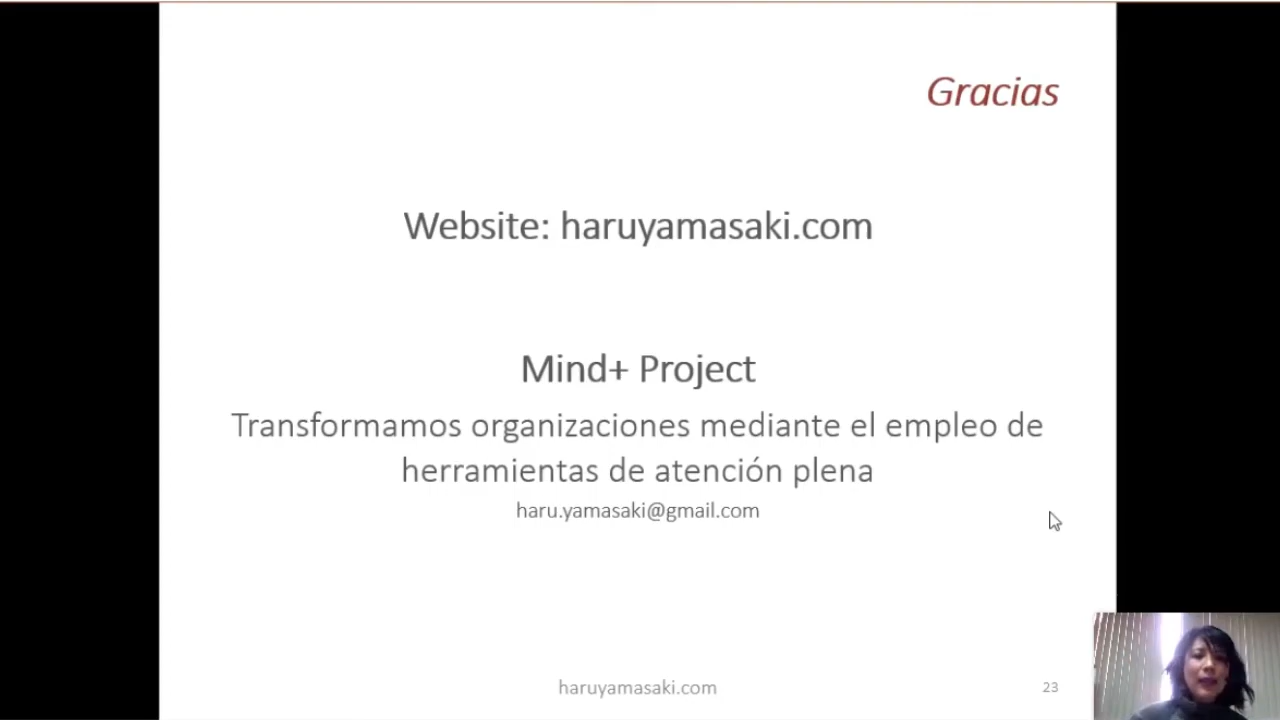 Gracias
Website: haruyamasaki.com
Mind+ Project
Transformamos organizaciones mediante el empleo de
herramientas de atención plena
haru.yamasaki@gmail.com
haruyamasaki.com
23